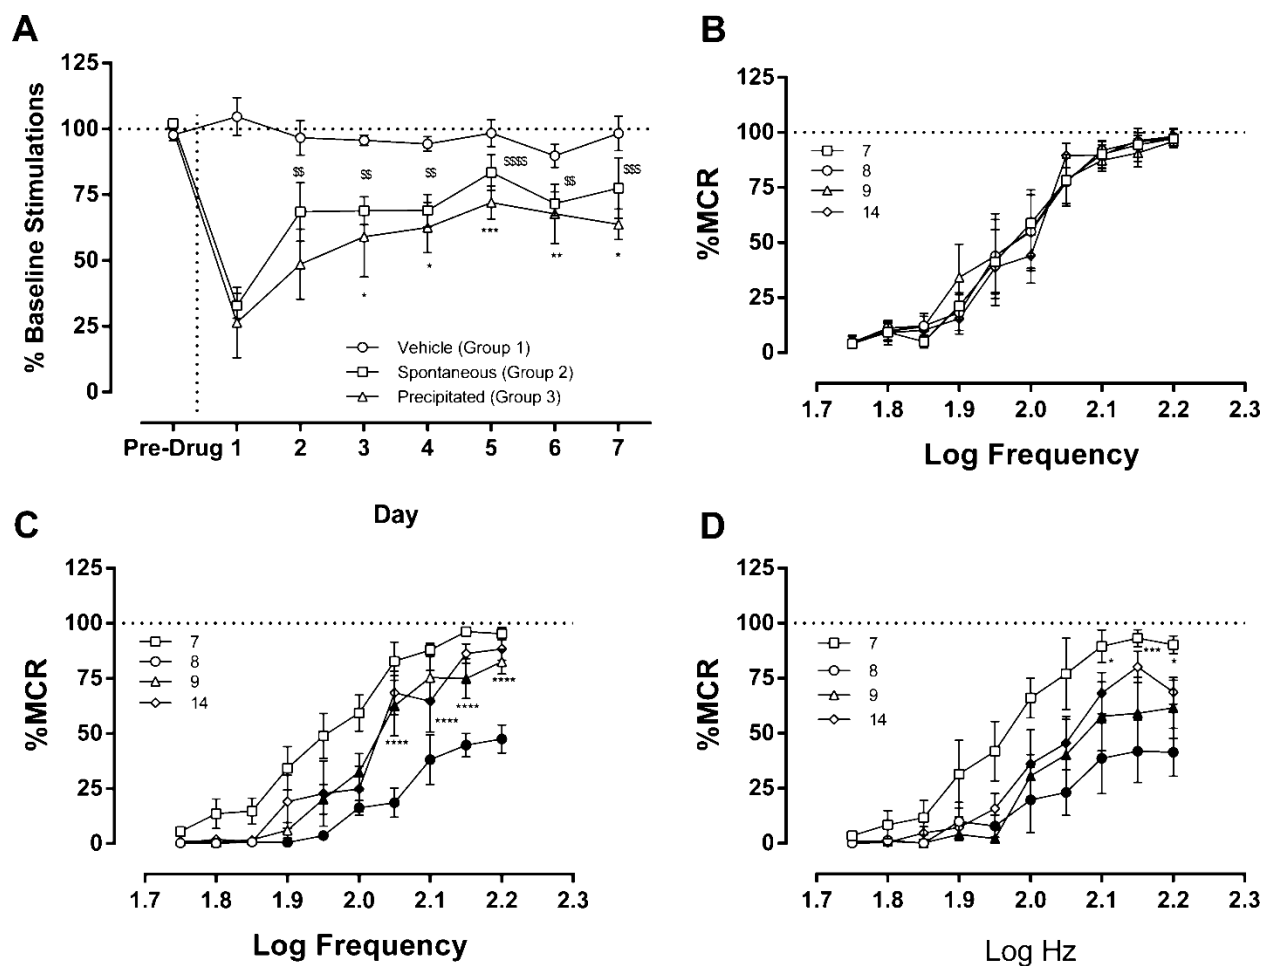 A
% Baseline Stimulations
125
100
75
50
25
0
$$
$$
$$
$$$$
$$
$$$
*
*
***
**
*
Vehicle (Group 1)
Spontaneous (Group 2)
Precipitated (Group 3)
Pre-Drug 1 2 3 4 5 6 7
Day
B
%MCR
125
100
75
50
25
0
7
8
9
14
1.7 1.8 1.9 2.0 2.1 2.2 2.3
Log Frequency
C
%MCR
125
100
75
50
25
0
7
8
9
14
****
****
****
****
1.7 1.8 1.9 2.0 2.1 2.2 2.3
Log Frequency
D
%MCR
125
100
75
50
25
0
7
8
9
14
*
***
*
1.7 1.8 1.9 2.0 2.1 2.2 2.3
Log Hz